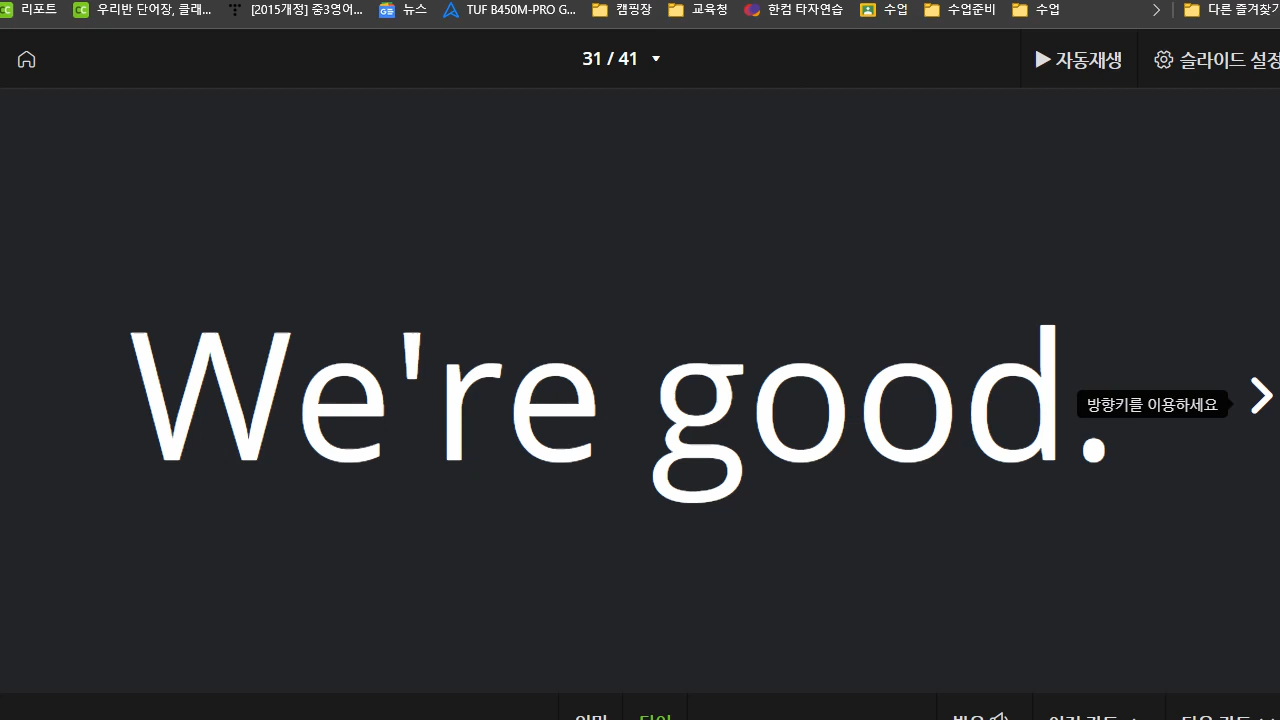 리포트 우리반 단어장, 클래... [2015개정] 중3영어... 뉴스 TUF B450M-PRO G... 캠핑장 교육청 한컴 타자연습 수업 수업준비 수업 다른 즐겨찾기
31 / 41 자동재생 슬라이드 설정
We're good.
방향키를 이용하세요